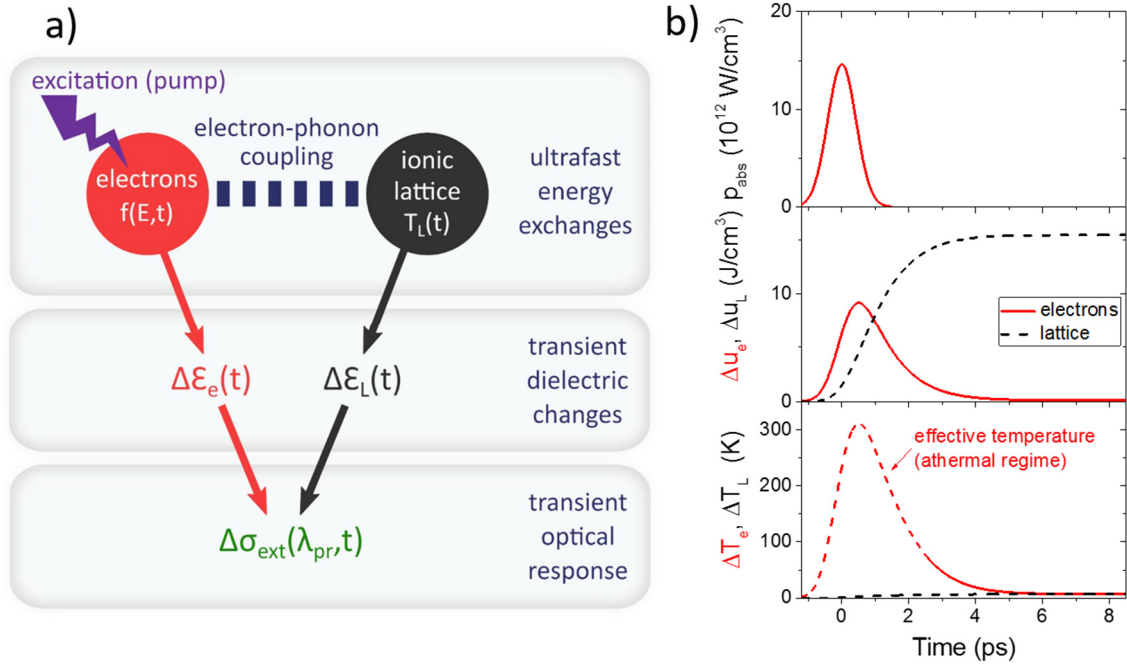 a)
excitation (pump)
electrons
f(E,t)
electron-phonon
coupling
ionic
lattice
T_L(t)
ultrafast
energy
exchanges
Δε_e(t)
Δε_L(t)
transient
dielectric
changes
Δσ_ext(λ_pr,t)
transient
optical
response
b)
p_abs (10^12 W/cm^3)
20
10
0
Δu_e, Δu_L (J/cm^3)
10
0
electrons
lattice
ΔT_e, ΔT_L (K)
300
200
100
0
effective temperature
(athermal regime)
0 2 4 6 8
Time (ps)